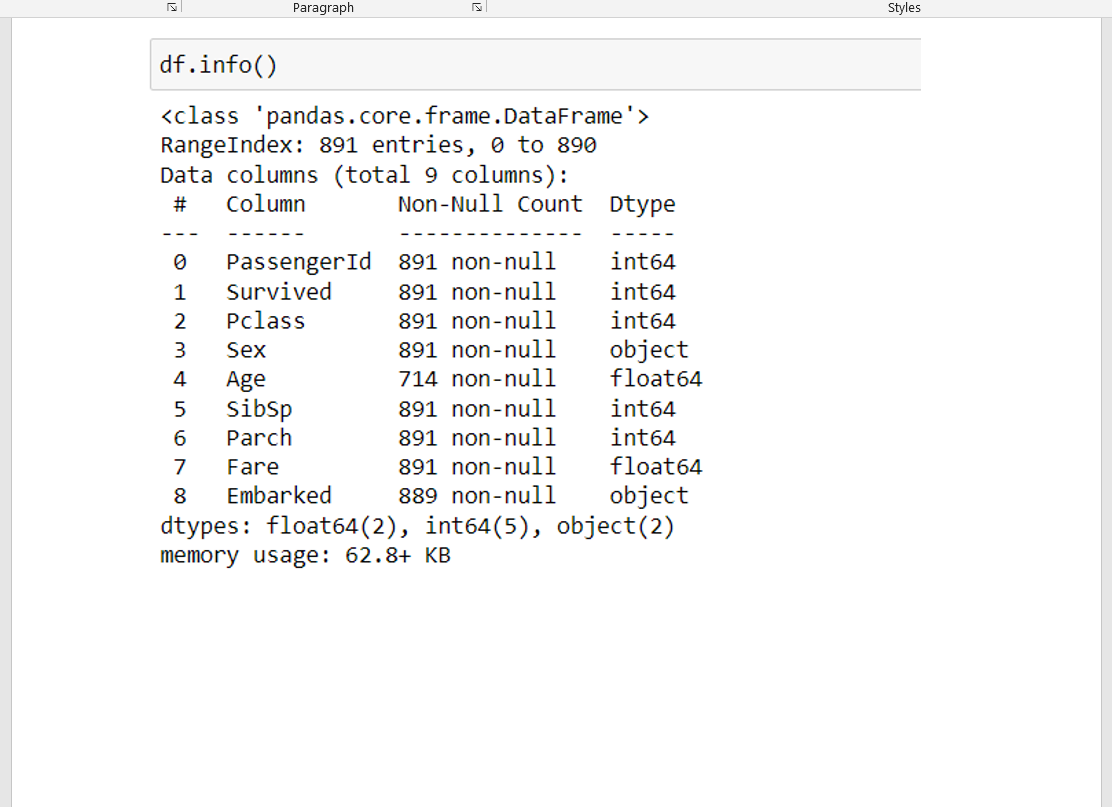 Paragraph Styles
df.info()
<class 'pandas.core.frame.DataFrame'>
RangeIndex: 891 entries, 0 to 890
Data columns (total 9 columns):
 #   Column       Non-Null Count  Dtype
---  ------       --------------  -----
 0   PassengerId  891 non-null    int64
 1   Survived     891 non-null    int64
 2   Pclass       891 non-null    int64
 3   Sex          891 non-null    object
 4   Age          714 non-null    float64
 5   SibSp        891 non-null    int64
 6   Parch        891 non-null    int64
 7   Fare         891 non-null    float64
 8   Embarked     889 non-null    object
dtypes: float64(2), int64(5), object(2)
memory usage: 62.8+ KB